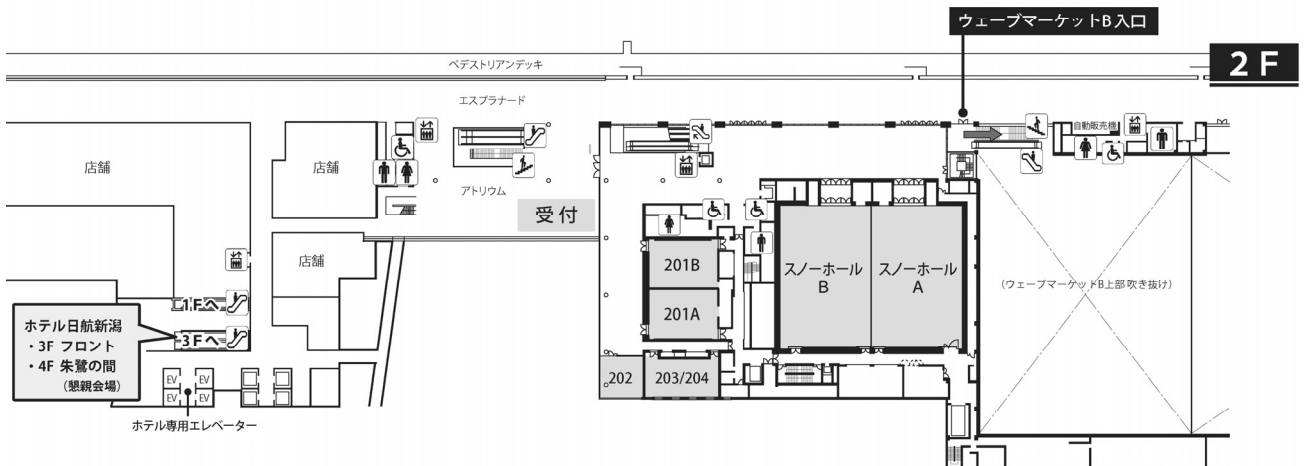 ウェーブマーケットB入口
2F
ペデストリアンデッキ
エスプラナード
自動販売機
店舗
店舗
アトリウム
受付
店舗
201B
201A
スノーホール
B
スノーホール
A
(ウェーブマーケットB上部 吹き抜け)
1Fへ
3Fへ
ホテル日航新潟
・3F フロント
・4F 朱鷺の間
(懇親会場)
202
203/204
EV
EV
EV
EV
ホテル専用エレベーター